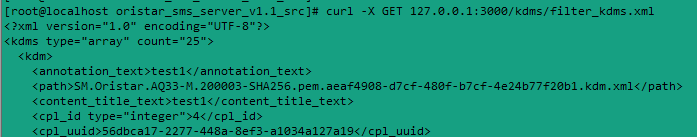 [root@localhost oristar_sms_server_v1.1_src]# curl -X GET 127.0.0.1:3000/kdms/filter_kdms.xml
<?xml version="1.0" encoding="UTF-8"?>
<kdms type="array" count="25">
<kdm>
<annotation_text>test1</annotation_text>
<path>SM.Oristar.AQ33-M.200003-SHA256.pem.aeaf4908-d7cf-480f-b7cf-4e24b77f20b1.kdm.xml</path>
<content_title_text>test1</content_title_text>
<cpl_id type="integer">4</cpl_id>
<cpl_uuid>56dbca17-2277-448a-8ef3-a1034a127a19</cpl_uuid>